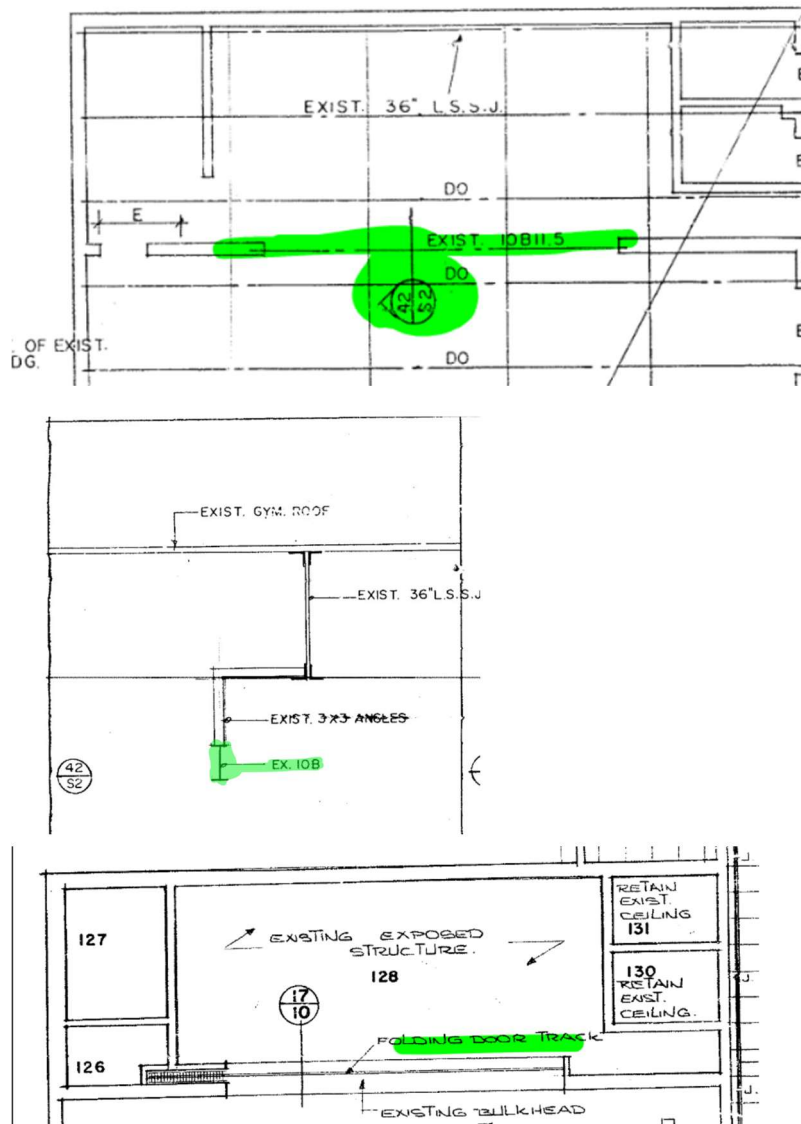 EXIST. 36" L.S.S.J.
DO
E
EXIST. 10B11.5
DO
42
S2
: OF EXIST.
DG.
DO
EXIST. GYM. ROOF
EXIST. 36" L.S.S.J
EXIST. 3X3 ANGLES
EX. 10B
42
S2
127
EXISTING EXPOSED
STRUCTURE.
128
RETAIN
EXIST.
CEILING
131
130
RETAIN
EXIST.
CEILING.
17
10
FOLDING DOOR TRACK
126
EXISTING BULKHEAD
J.
J.
J.